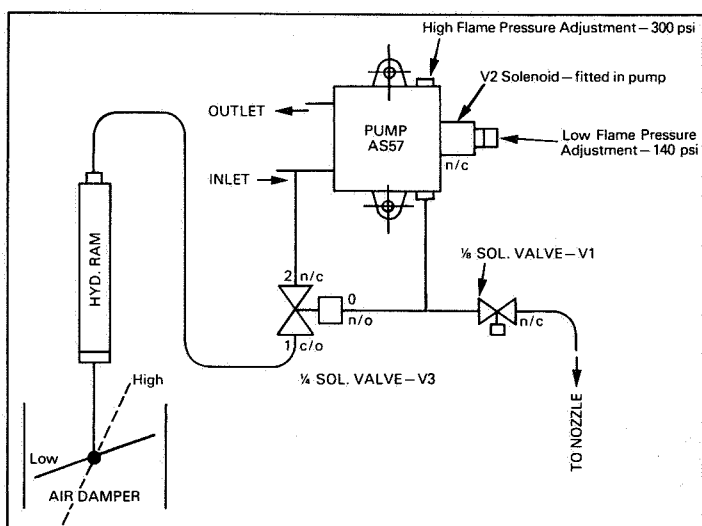 High Flame Pressure Adjustment – 300 psi
V2 Solenoid – fitted in pump
OUTLET
PUMP
AS57
Low Flame Pressure
Adjustment – 140 psi
n/c
INLET
HYD. RAM
⅛ SOL. VALVE – V1
2 n/c
0
n/o
n/c
1 c/o
¼ SOL. VALVE – V3
High
TO NOZZLE
Low
AIR DAMPER